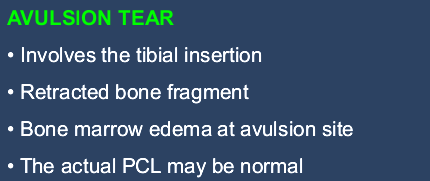 AVULSION TEAR
• Involves the tibial insertion
• Retracted bone fragment
• Bone marrow edema at avulsion site
• The actual PCL may be normal